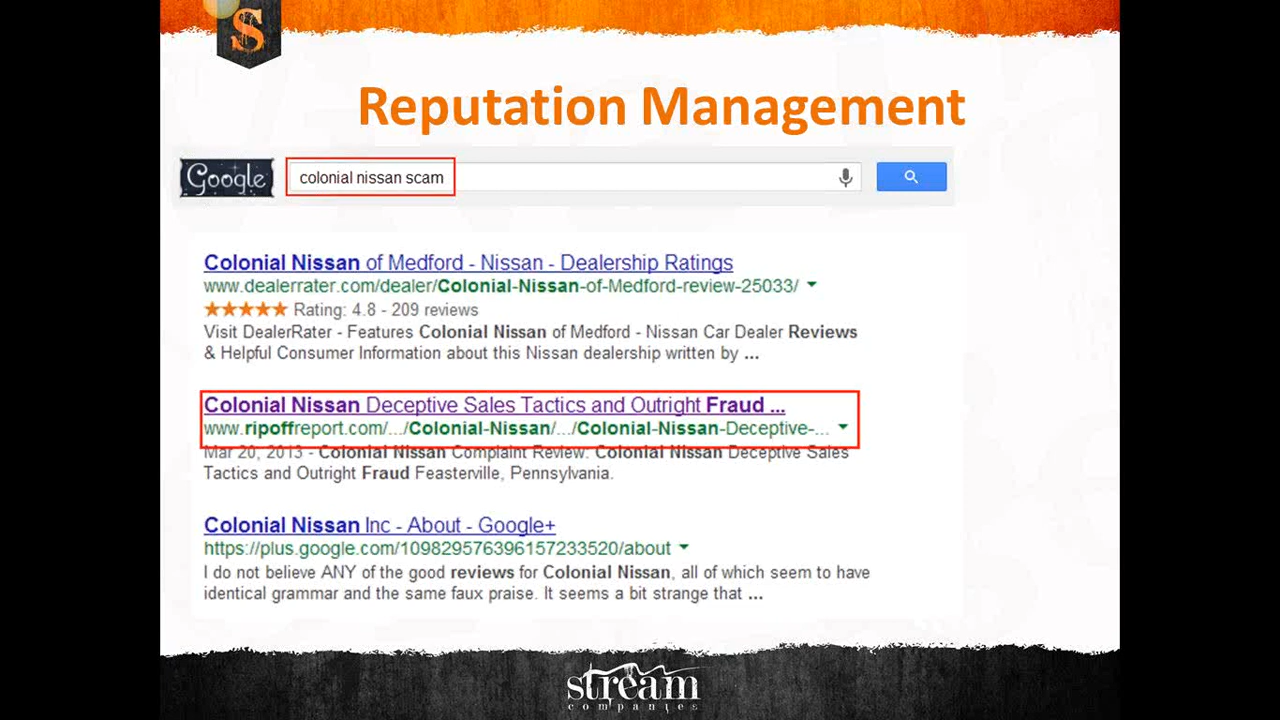 S
Reputation Management
Google
colonial nissan scam
Colonial Nissan of Medford - Nissan - Dealership Ratings
www.dealerrater.com/dealer/Colonial-Nissan-of-Medford-review-25033/
Rating: 4.8 - 209 reviews
Visit DealerRater - Features Colonial Nissan of Medford - Nissan Car Dealer Reviews
& Helpful Consumer Information about this Nissan dealership written by ...
Colonial Nissan Deceptive Sales Tactics and Outright Fraud ...
www.ripoffreport.com/.../Colonial-Nissan/.../Colonial-Nissan-Deceptive-...
Mar 20, 2013 - Colonial Nissan Complaint Review: Colonial Nissan Deceptive Sales
Tactics and Outright Fraud Feasterville, Pennsylvania.
Colonial Nissan Inc - About - Google+
https://plus.google.com/109829576396157233520/about
I do not believe ANY of the good reviews for Colonial Nissan, all of which seem to have
identical grammar and the same faux praise. It seems a bit strange that ...
stream
companies